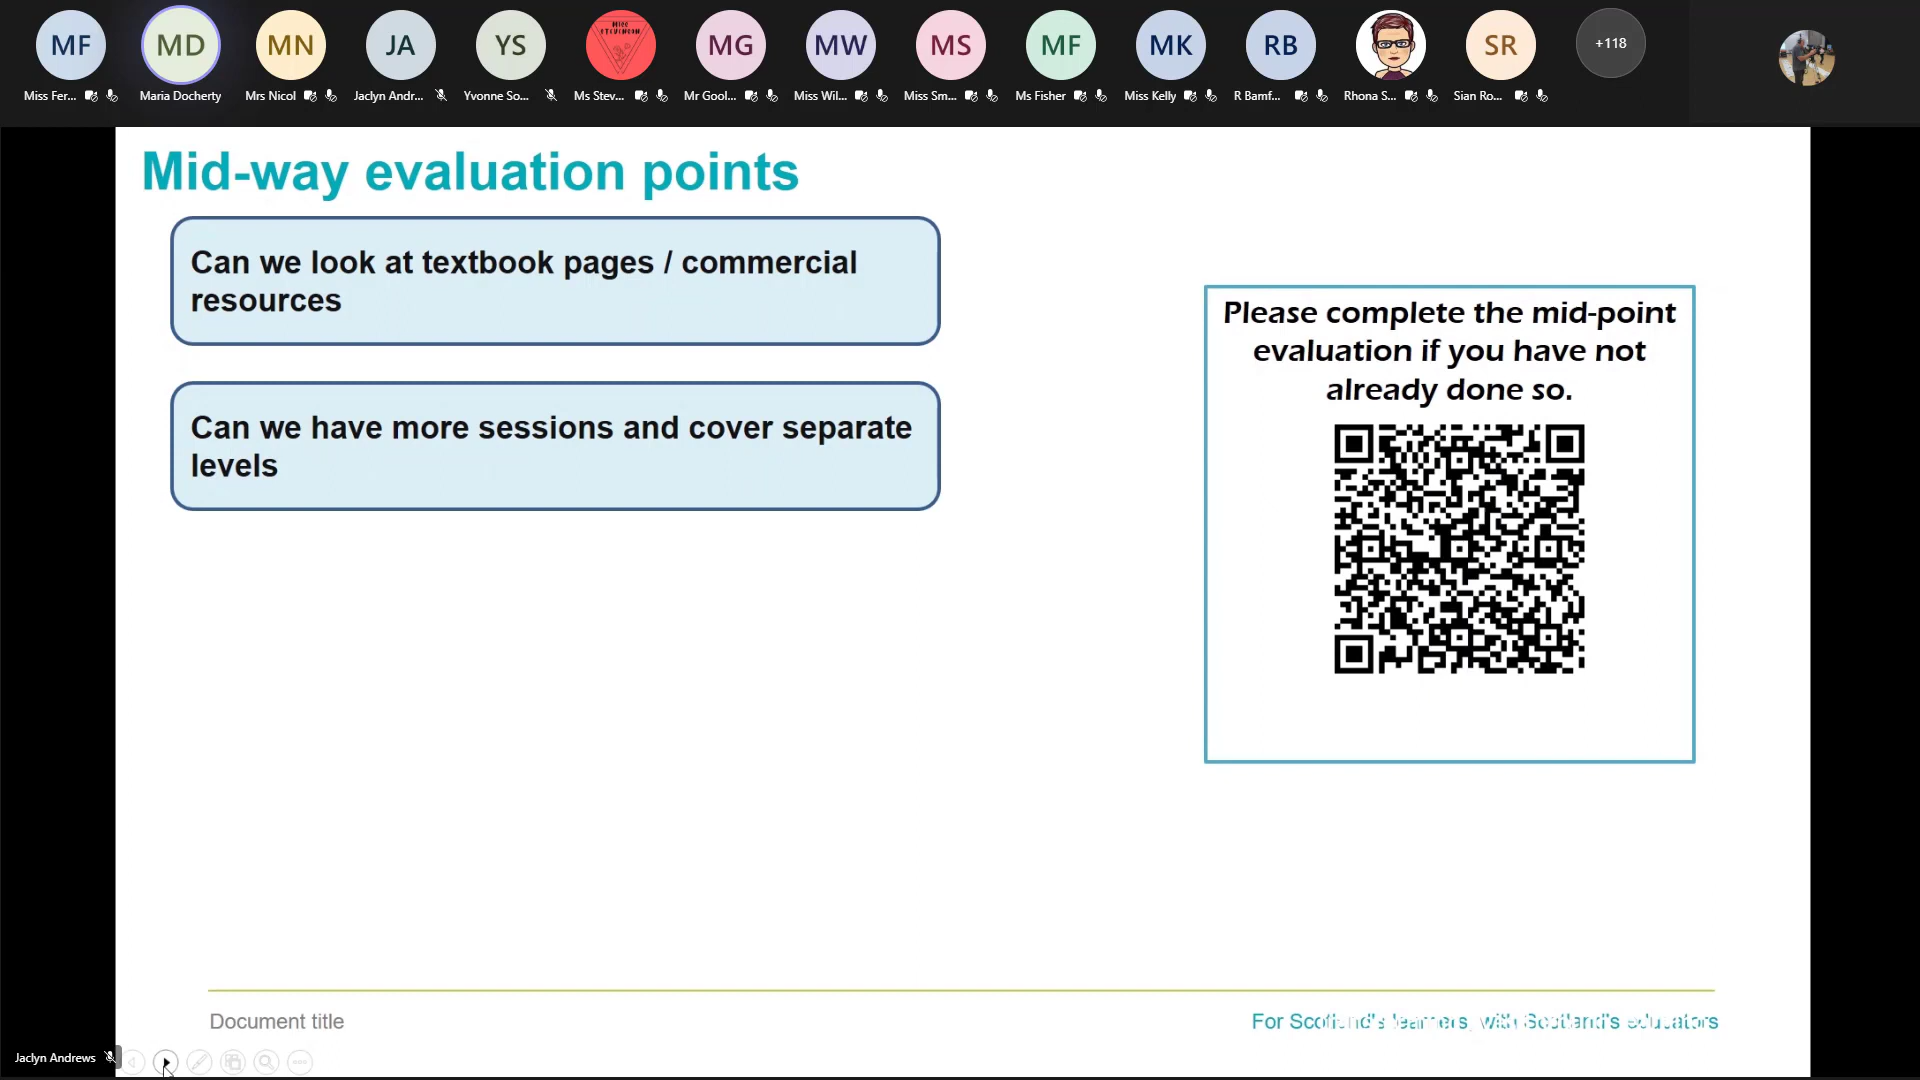 MF MD MN JA YS Miss STEVENSON MG MW MS MF MK RB SR +118
Miss Fer... Maria Docherty Mrs Nicol Jaclyn Andr... Yvonne So... Ms Stev... Mr Gool... Miss Wil... Miss Sm... Ms Fisher Miss Kelly R Bamf... Rhona S... Sian Ro...
Mid-way evaluation points
Can we look at textbook pages / commercial
resources
Can we have more sessions and cover separate
levels
Please complete the mid-point
evaluation if you have not
already done so.
Document title
For Scotland's learners, with Scotland's educators
Jaclyn Andrews